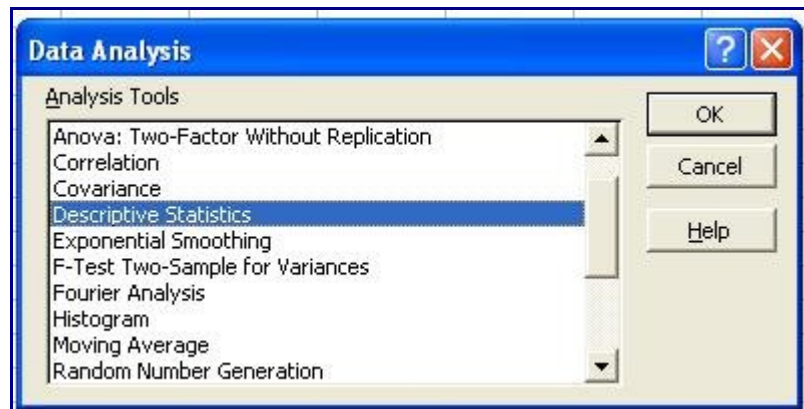 Data Analysis
Analysis Tools
Anova: Two-Factor Without Replication
Correlation
Covariance
Descriptive Statistics
Exponential Smoothing
F-Test Two-Sample for Variances
Fourier Analysis
Histogram
Moving Average
Random Number Generation
OK
Cancel
Help